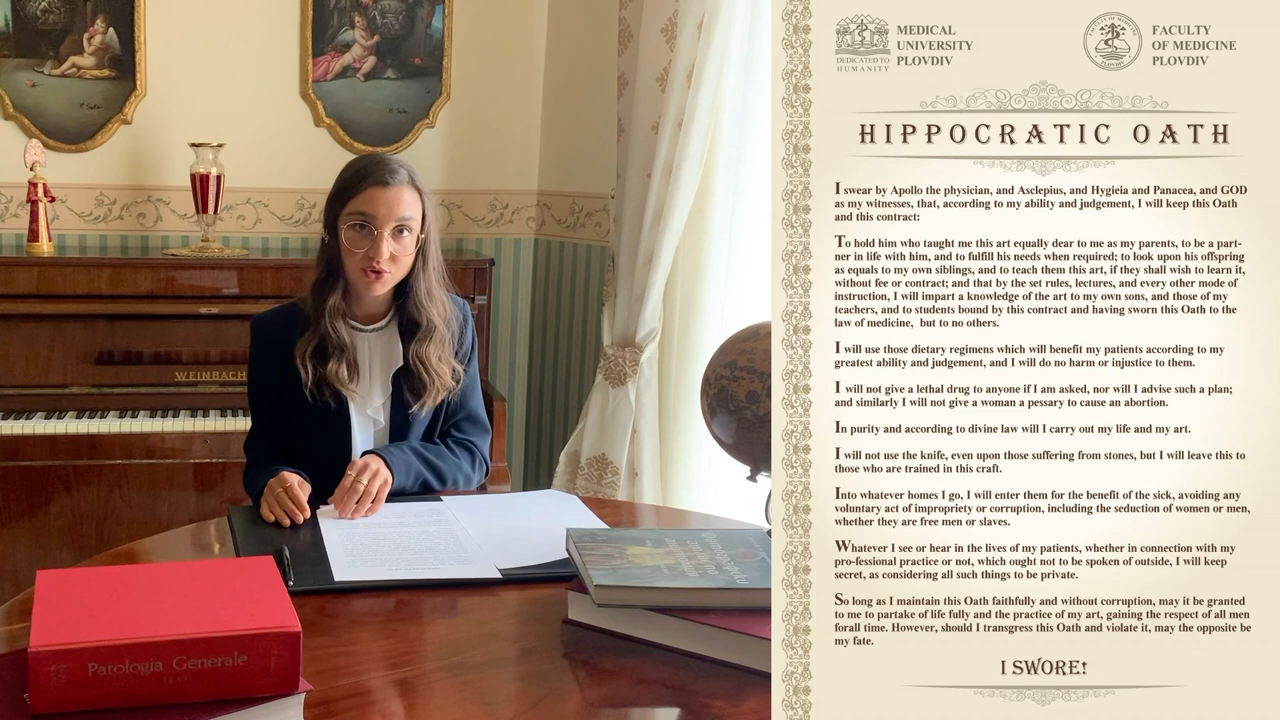 WEINBACH
Patologia Generale
MEDICAL
UNIVERSITY
PLOVDIV
DEDICATED TO
HUMANITY
FACULTY OF MEDICINE
PLOVDIV
FACULTY
OF MEDICINE
PLOVDIV
HIPPOCRATIC OATH
I swear by Apollo the physician, and Asclepius, and Hygieia and Panacea, and GOD
as my witnesses, that, according to my ability and judgement, I will keep this Oath
and this contract:
To hold him who taught me this art equally dear to me as my parents, to be a part-
ner in life with him, and to fulfill his needs when required; to look upon his offspring
as equals to my own siblings, and to teach them this art, if they shall wish to learn it,
without fee or contract; and that by the set rules, lectures, and every other mode of
instruction, I will impart a knowledge of the art to my own sons, and those of my
teachers, and to students bound by this contract and having sworn this Oath to the
law of medicine, but to no others.
I will use those dietary regimens which will benefit my patients according to my
greatest ability and judgement, and I will do no harm or injustice to them.
I will not give a lethal drug to anyone if I am asked, nor will I advise such a plan;
and similarly I will not give a woman a pessary to cause an abortion.
In purity and according to divine law will I carry out my life and my art.
I will not use the knife, even upon those suffering from stones, but I will leave this to
those who are trained in this craft.
Into whatever homes I go, I will enter them for the benefit of the sick, avoiding any
voluntary act of impropriety or corruption, including the seduction of women or men,
whether they are free men or slaves.
Whatever I see or hear in the lives of my patients, whether in connection with my
pro-fessional practice or not, which ought not to be spoken of outside, I will keep
secret, as considering all such things to be private.
So long as I maintain this Oath faithfully and without corruption, may it be granted
to me to partake of life fully and the practice of my art, gaining the respect of all men
forall time. However, should I transgress this Oath and violate it, may the opposite be
my fate.
I SWORE!